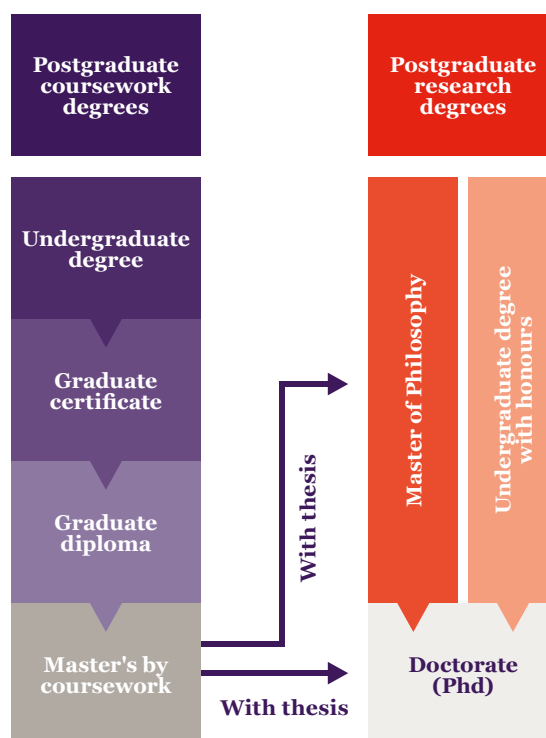 Postgraduate
coursework
degrees
Postgraduate
research
degrees
Undergraduate
degree
Graduate
certificate
Graduate
diploma
Master's by
coursework
With thesis
With thesis
Master of Philosophy
Undergraduate degree
with honours
Doctorate
(Phd)